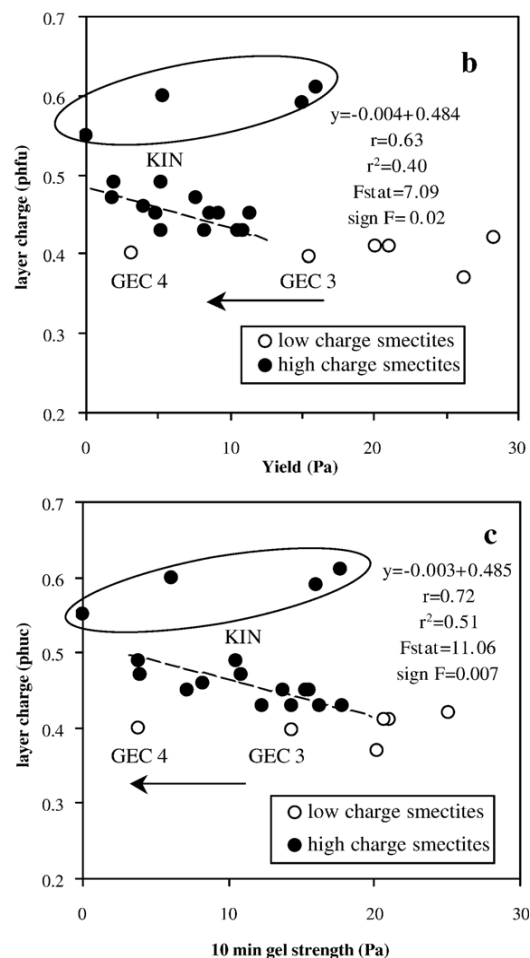 0.7
b
y=-0.004+0.484
r=0.63
r²=0.40
Fstat=7.09
sign F= 0.02
0.6
KIN
0.5
layer charge (phfu)
0.4
GEC 4
GEC 3
0.3
low charge smectites
high charge smectites
0.2
0
10
20
30
Yield (Pa)
0.7
c
y=-0.003+0.485
r=0.72
r²=0.51
Fstat=11.06
sign F=0.007
0.6
KIN
0.5
layer charge (phuc)
0.4
GEC 4
GEC 3
0.3
low charge smectites
high charge smectites
0.2
0
10
20
30
10 min gel strength (Pa)